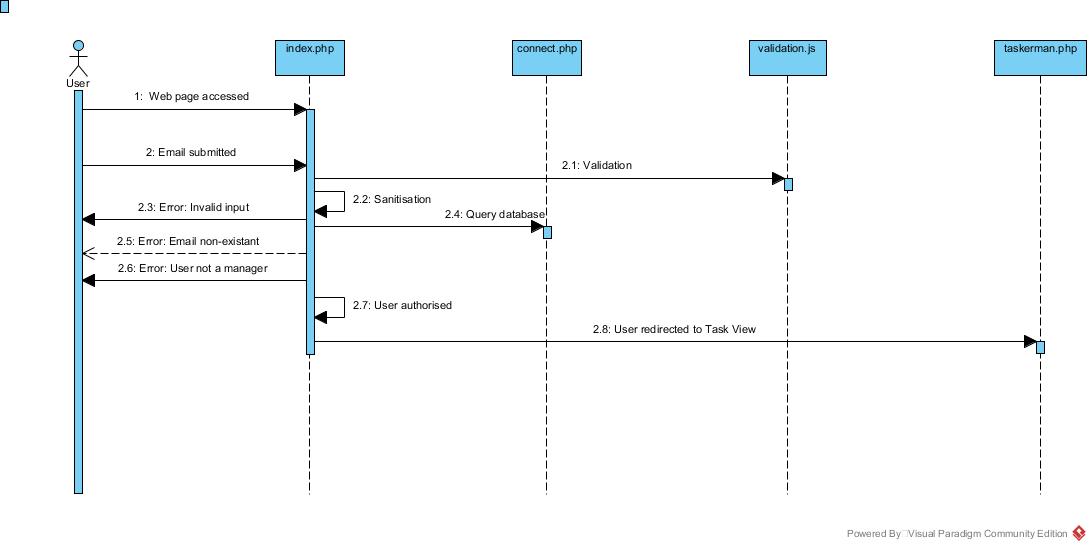 index.php
connect.php
validation.js
taskerman.php
User
1:  Web page accessed
2: Email submitted
2.1: Validation
2.2: Sanitisation
2.3: Error: Invalid input
2.4: Query database
2.5: Error: Email non-existant
2.6: Error: User not a manager
2.7: User authorised
2.8: User redirected to Task View
Powered By Visual Paradigm Community Edition